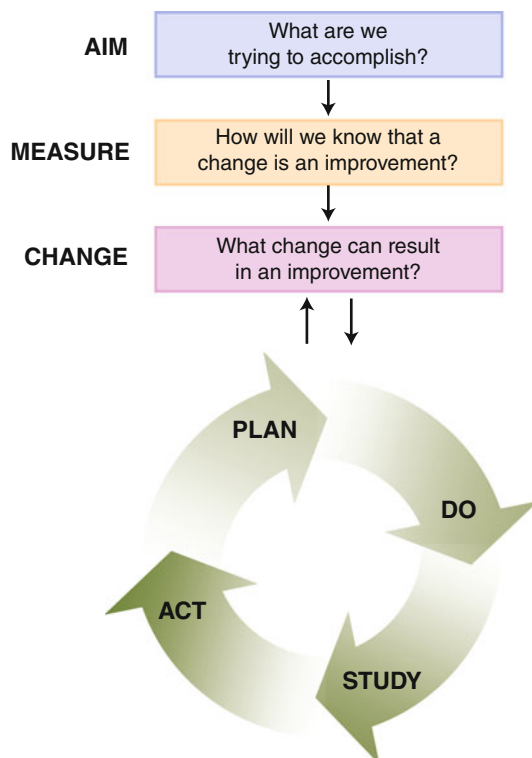 AIM
What are we
trying to accomplish?
MEASURE
How will we know that a
change is an improvement?
CHANGE
What change can result
in an improvement?
PLAN
DO
STUDY
ACT